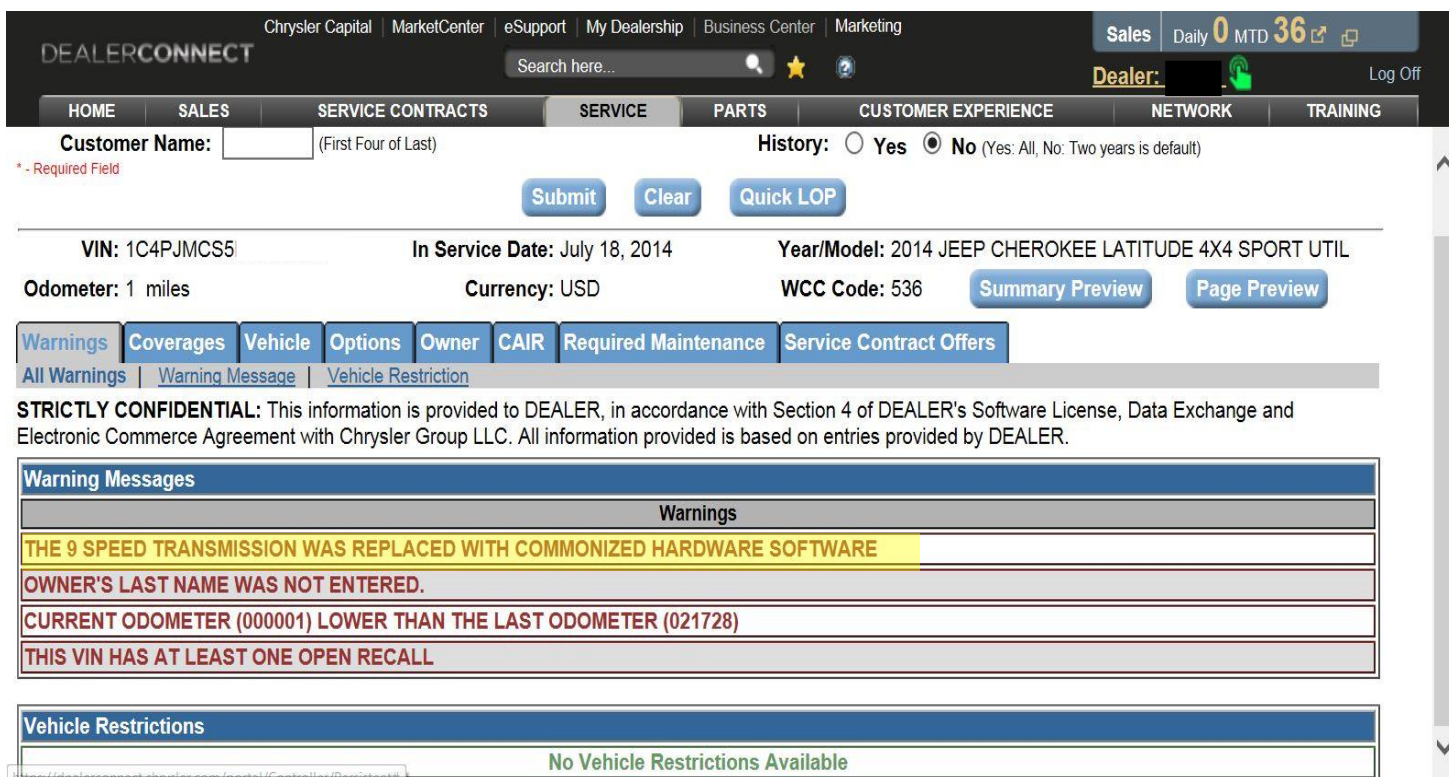 Chrysler Capital | MarketCenter | eSupport | My Dealership | Business Center | Marketing
Sales Daily 0 MTD 36
DEALERCONNECT
Search here...
Dealer:
Log Off
HOME SALES SERVICE CONTRACTS SERVICE PARTS CUSTOMER EXPERIENCE NETWORK TRAINING
Customer Name: (First Four of Last) History: Yes No (Yes: All, No: Two years is default)
* - Required Field
Submit Clear Quick LOP
VIN: 1C4PJMCS5 In Service Date: July 18, 2014 Year/Model: 2014 JEEP CHEROKEE LATITUDE 4X4 SPORT UTIL
Odometer: 1 miles Currency: USD WCC Code: 536 Summary Preview Page Preview
Warnings Coverages Vehicle Options Owner CAIR Required Maintenance Service Contract Offers
All Warnings | Warning Message | Vehicle Restriction
STRICTLY CONFIDENTIAL: This information is provided to DEALER, in accordance with Section 4 of DEALER's Software License, Data Exchange and
Electronic Commerce Agreement with Chrysler Group LLC. All information provided is based on entries provided by DEALER.
Warning Messages
Warnings
THE 9 SPEED TRANSMISSION WAS REPLACED WITH COMMONIZED HARDWARE SOFTWARE
OWNER'S LAST NAME WAS NOT ENTERED.
CURRENT ODOMETER (000001) LOWER THAN THE LAST ODOMETER (021728)
THIS VIN HAS AT LEAST ONE OPEN RECALL
Vehicle Restrictions
No Vehicle Restrictions Available